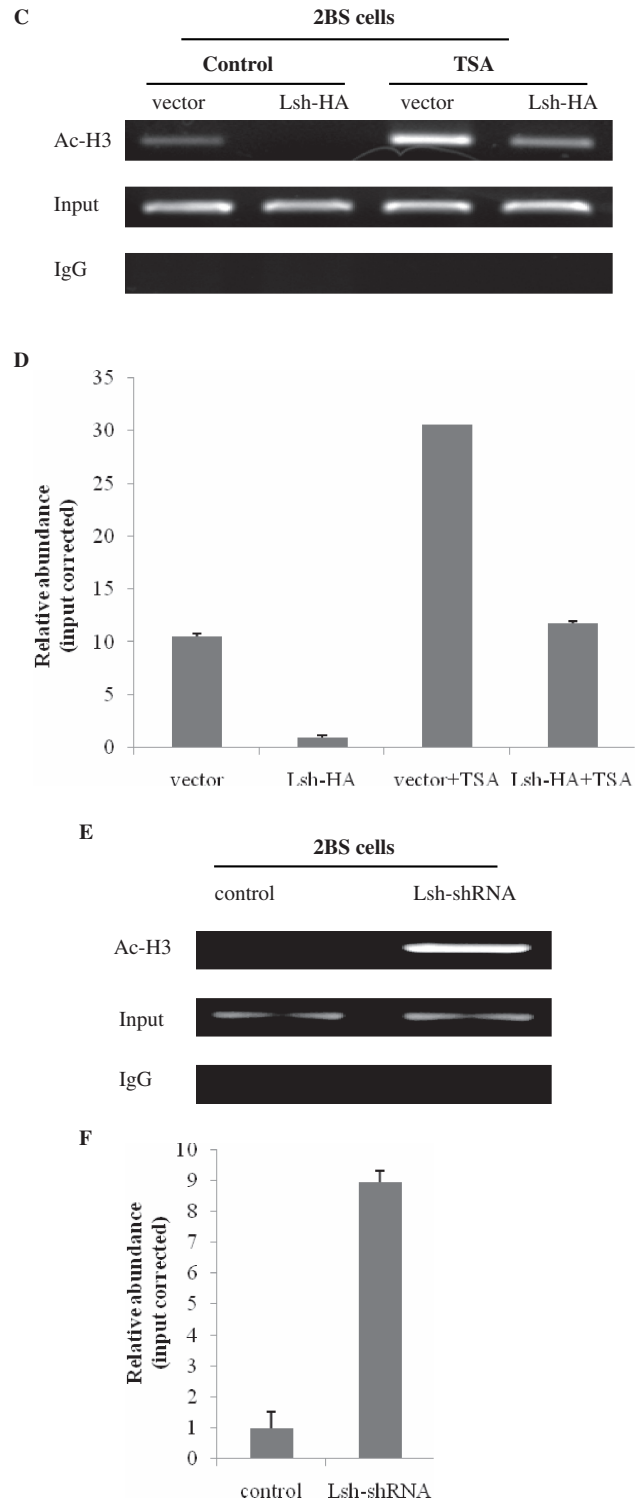 C
2BS cells
Control TSA
vector Lsh-HA vector Lsh-HA
Ac-H3
Input
IgG
D
35
30
25
20
15
10
5
0
Relative abundance
(input corrected)
vector Lsh-HA vector+TSA Lsh-HA+TSA
E
2BS cells
control Lsh-shRNA
Ac-H3
Input
IgG
F
10
9
8
7
6
5
4
3
2
1
0
Relative abundance
(input corrected)
control Lsh-shRNA